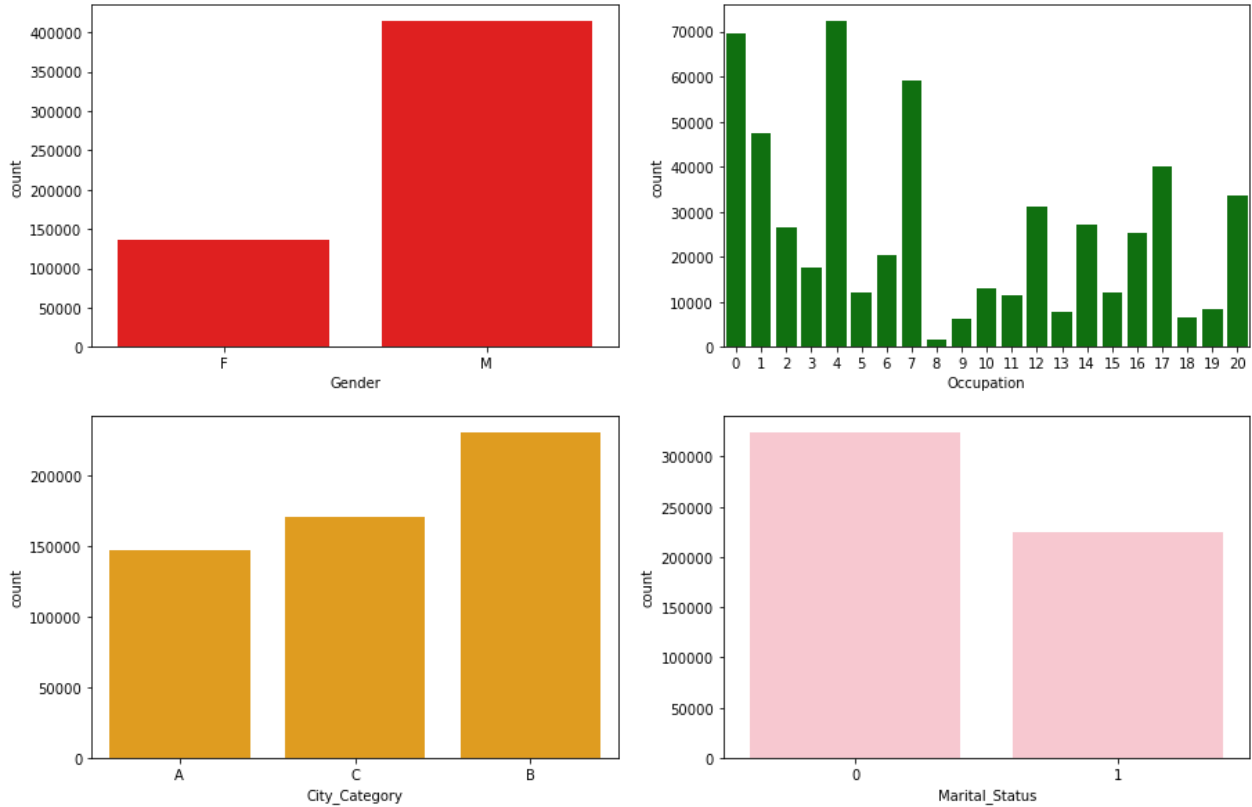 400000
350000
300000
250000
200000
150000
100000
50000
0
count
F M
Gender
70000
60000
50000
40000
30000
20000
10000
0
count
0 1 2 3 4 5 6 7 8 9 10 11 12 13 14 15 16 17 18 19 20
Occupation
200000
150000
100000
50000
0
count
A C B
City_Category
300000
250000
200000
150000
100000
50000
0
count
0 1
Marital_Status